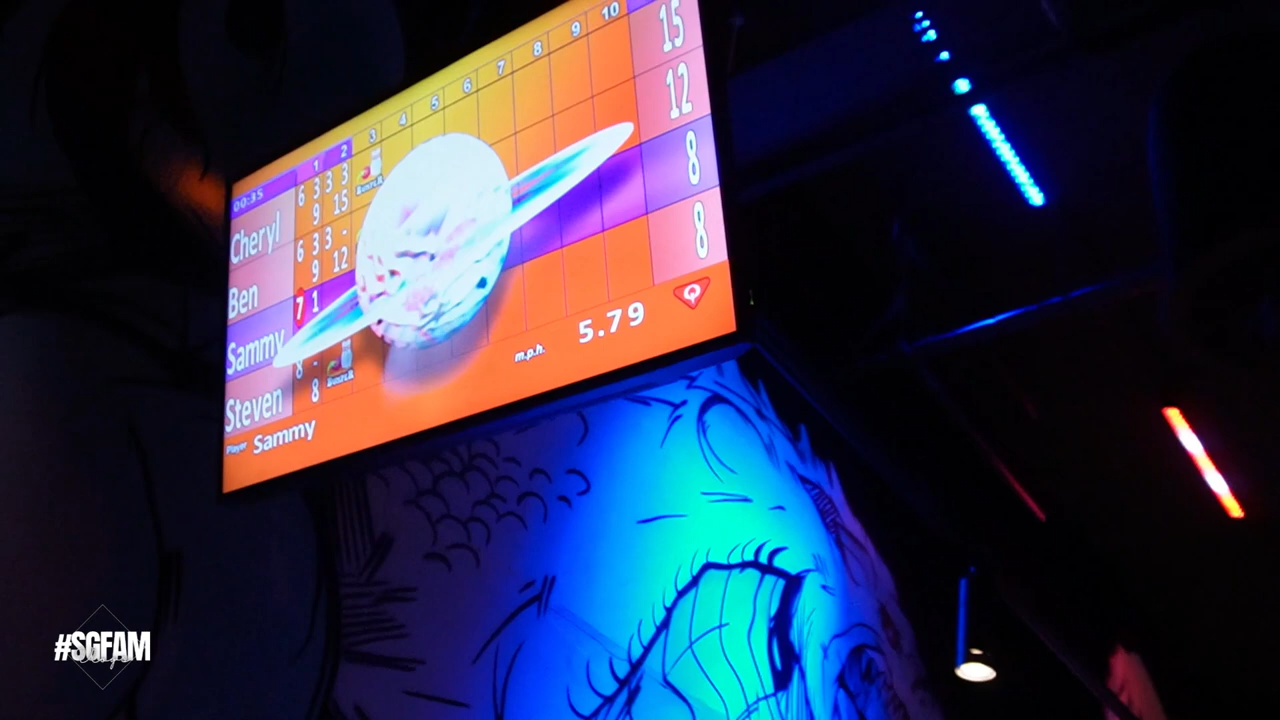 1 2 3 4 5 6 7 8 9 10
00:35
6 3 3 3 15
9 15
Cheryl
6 3 3 - 12
9 12
Ben
7 1 8
Sammy
8 - 8
8
Steven
m.p.h. 5.79
Player Sammy
#SGFAM